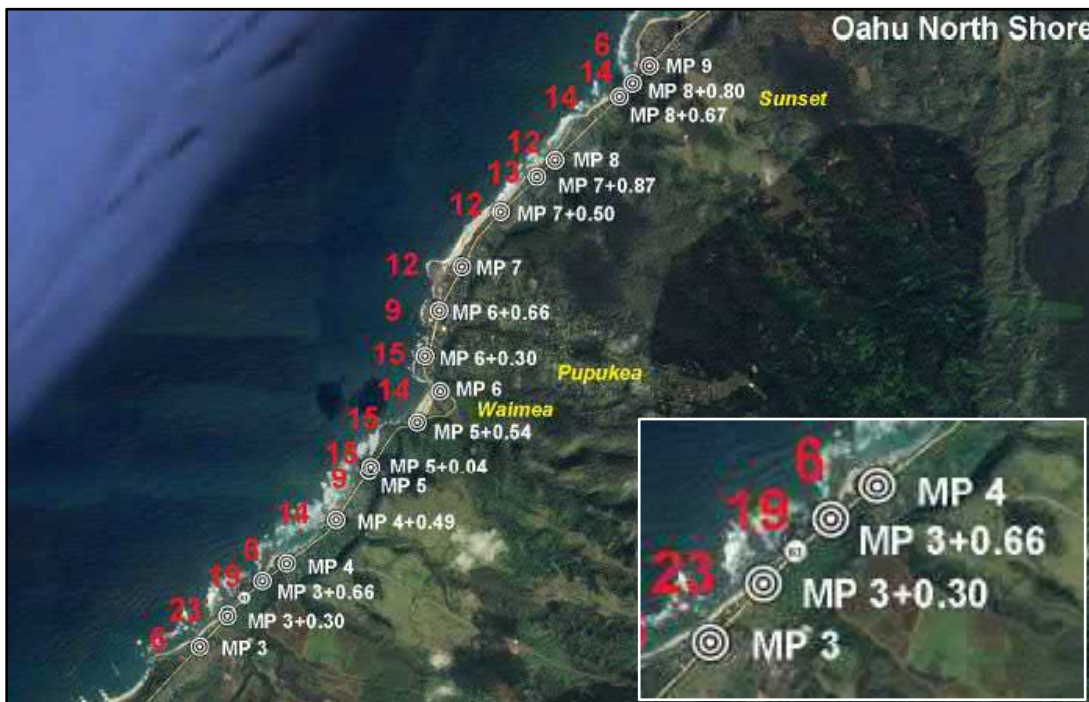 Oahu North Shore
6
MP 9
14
MP 8+0.80
Sunset
14
MP 8+0.67
12
MP 8
13
MP 7+0.87
12
MP 7+0.50
12
MP 7
9
MP 6+0.66
15
MP 6+0.30
Pupukea
14
MP 6
Waimea
15
MP 5+0.54
MP 5+0.04
9
MP 5
14
MP 4+0.49
MP 4
19
MP 3+0.66
23
MP 3+0.30
6
MP 3
6
MP 4
19
MP 3+0.66
23
MP 3+0.30
MP 3